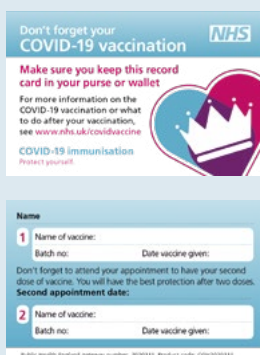 Don't forget your
COVID-19 vaccination
NHS
Make sure you keep this record
card in your purse or wallet
For more information on the
COVID-19 vaccination or what
to do after your vaccination,
see www.nhs.uk/covidvaccine
COVID-19 immunisation
Protect yourself.
Name
1 Name of vaccine:
Batch no: Date vaccine given:
Don't forget to attend your appointment to have your second
dose of vaccine. You will have the best protection after two doses.
Second appointment date:
2 Name of vaccine:
Batch no: Date vaccine given: